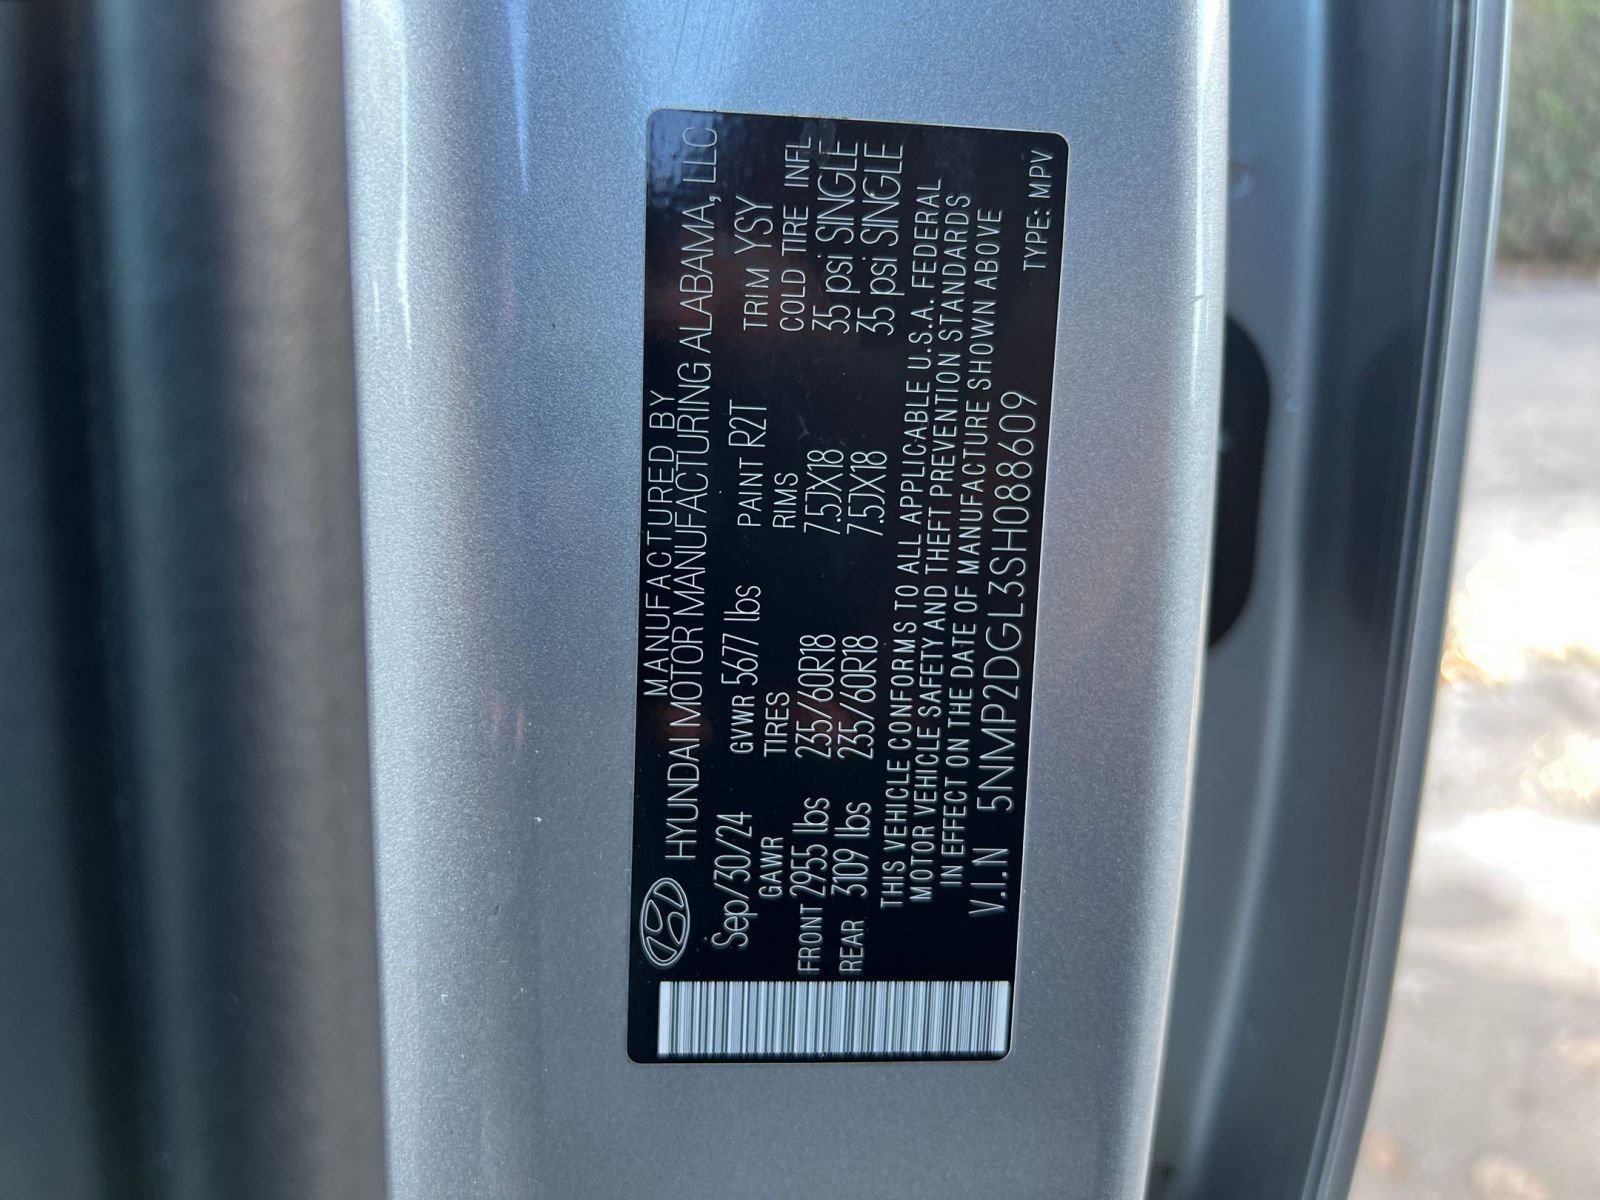 MANUFACTURED BY
HYUNDAI MOTOR MANUFACTURING ALABAMA, LLC
Sep/30/24 GVWR 5677 lbs PAINT R2T TRIM YSY
GAWR TIRES RIMS COLD TIRE INFL
FRONT 2955 lbs 235/60R18 7.5JX18 35 psi SINGLE
REAR 3109 lbs 235/60R18 7.5JX18 35 psi SINGLE
THIS VEHICLE CONFORMS TO ALL APPLICABLE U.S.A. FEDERAL
MOTOR VEHICLE SAFETY AND THEFT PREVENTION STANDARDS
IN EFFECT ON THE DATE OF MANUFACTURE SHOWN ABOVE
V.I.N 5NMP2DGL3SH088609 TYPE: MPV